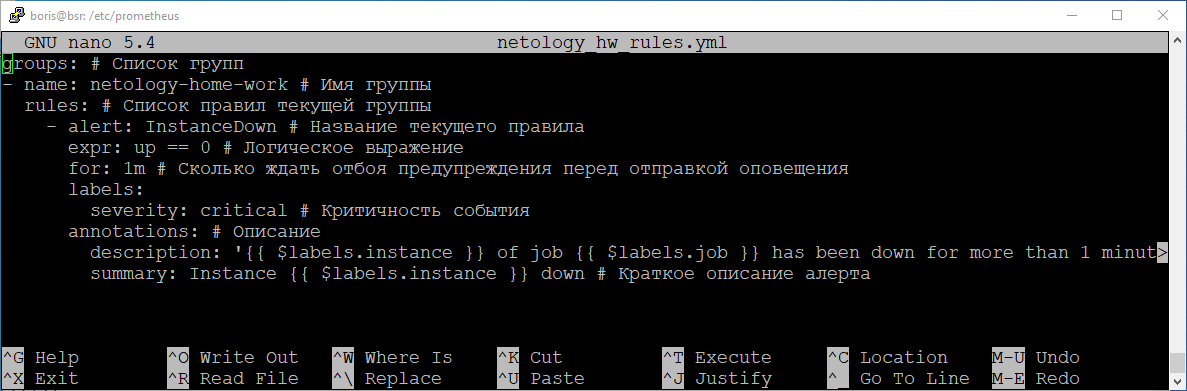 boris@bsr: /etc/prometheus
GNU nano 5.4 netology_hw_rules.yml
groups: # Список групп
- name: netology-home-work # Имя группы
rules: # Список правил текущей группы
- alert: InstanceDown # Название текущего правила
expr: up == 0 # Логическое выражение
for: 1m # Сколько ждать отбоя предупреждения перед отправкой оповещения
labels:
severity: critical # Критичность события
annotations: # Описание
description: '{{ $labels.instance }} of job {{ $labels.job }} has been down for more than 1 minut>
summary: Instance {{ $labels.instance }} down # Краткое описание алерта
^G Help ^O Write Out ^W Where Is ^K Cut ^T Execute ^C Location M-U Undo
^X Exit ^R Read File ^\ Replace ^U Paste ^J Justify ^_ Go To Line M-E Redo